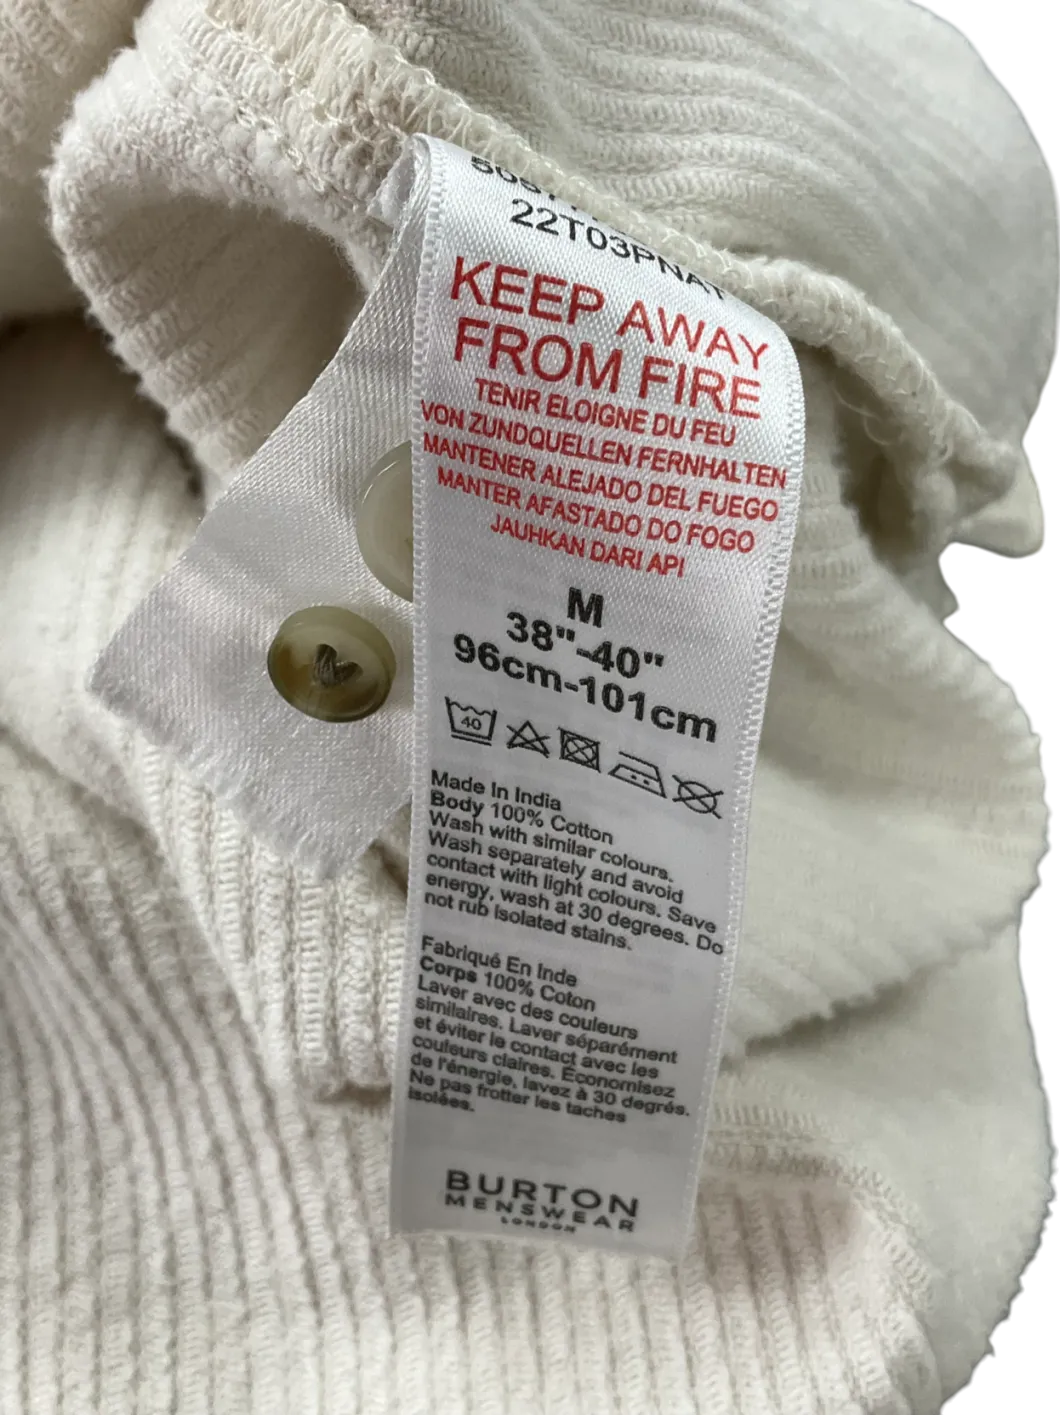 22T03PNAT
KEEP AWAY
FROM FIRE
TENIR ELOIGNE DU FEU
VON ZUNDQUELLEN FERNHALTEN
MANTENER ALEJADO DEL FUEGO
MANTER AFASTADO DO FOGO
JAUHKAN DARI API
M
38"-40"
96cm-101cm
40
Made In India
Body 100% Cotton
Wash with similar colours.
Wash separately and avoid
contact with light colours. Save
energy, wash at 30 degrees. Do
not rub isolated stains.
Fabriqué En Inde
Corps 100% Coton
Laver avec des couleurs
similaires. Laver séparément
et éviter le contact avec les
couleurs claires. Économisez
de l'énergie, lavez à 30 degrés.
Ne pas frotter les taches
isolées.
BURTON
MENSWEAR
LONDON